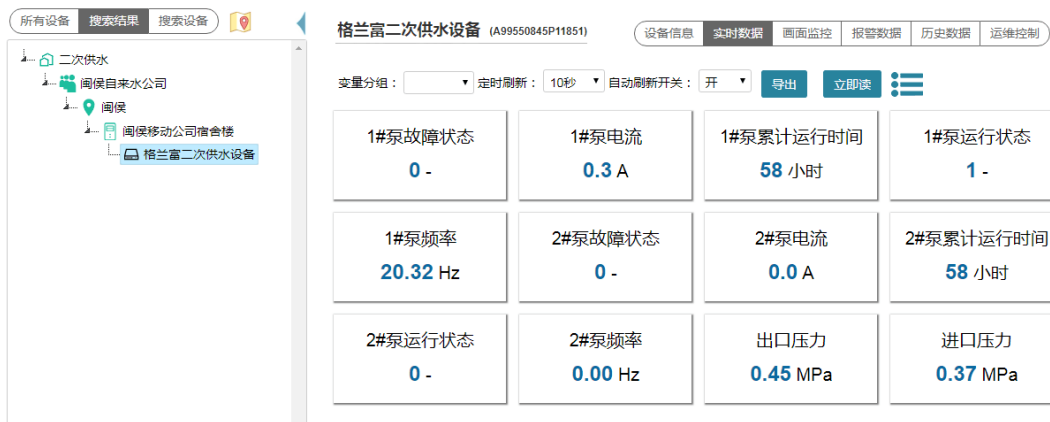 所有设备 搜索结果 搜索设备
二次供水
闽侯自来水公司
闽侯
闽侯移动公司宿舍楼
格兰富二次供水设备
格兰富二次供水设备 (A99550845P11851)
设备信息 实时数据 画面监控 报警数据 历史数据 运维控制
变量分组： 定时刷新： 10秒 自动刷新开关： 开 导出 立即读
1#泵故障状态
0 -
1#泵电流
0.3 A
1#泵累计运行时间
58 小时
1#泵运行状态
1 -
1#泵频率
20.32 Hz
2#泵故障状态
0 -
2#泵电流
0.0 A
2#泵累计运行时间
58 小时
2#泵运行状态
0 -
2#泵频率
0.00 Hz
出口压力
0.45 MPa
进口压力
0.37 MPa